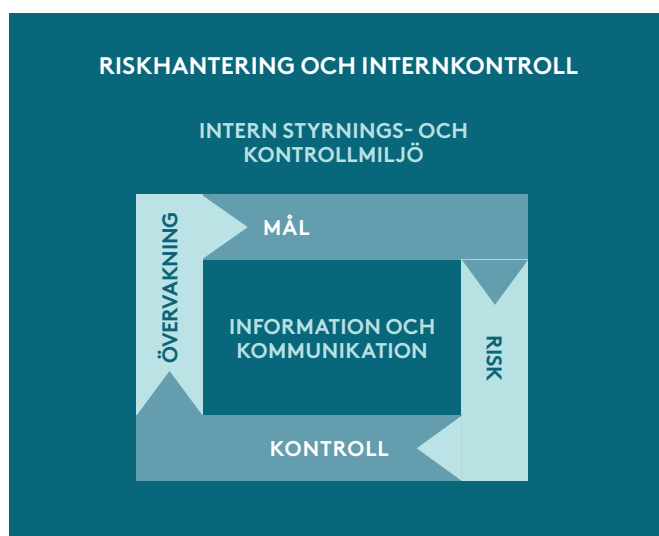 RISKHANTERING OCH INTERNKONTROLL
INTERN STYRNINGS- OCH
KONTROLLMILJÖ
MÅL
ÖVERVAKNING
INFORMATION OCH
KOMMUNIKATION
RISK
KONTROLL